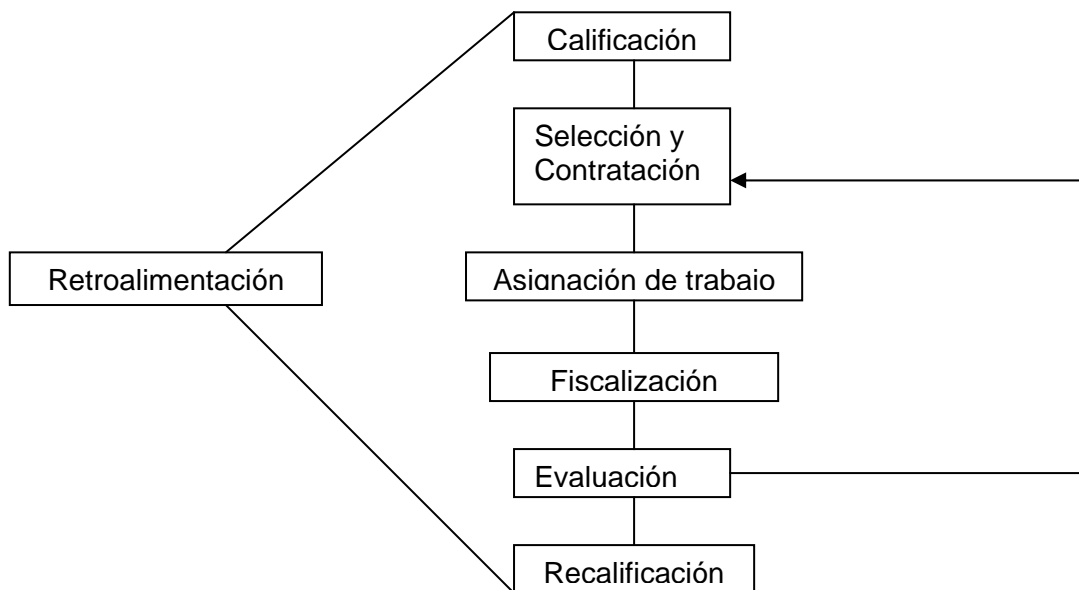 Calificación
Selección y
Contratación
Retroalimentación
Asignación de trabajo
Fiscalización
Evaluación
Recalificación